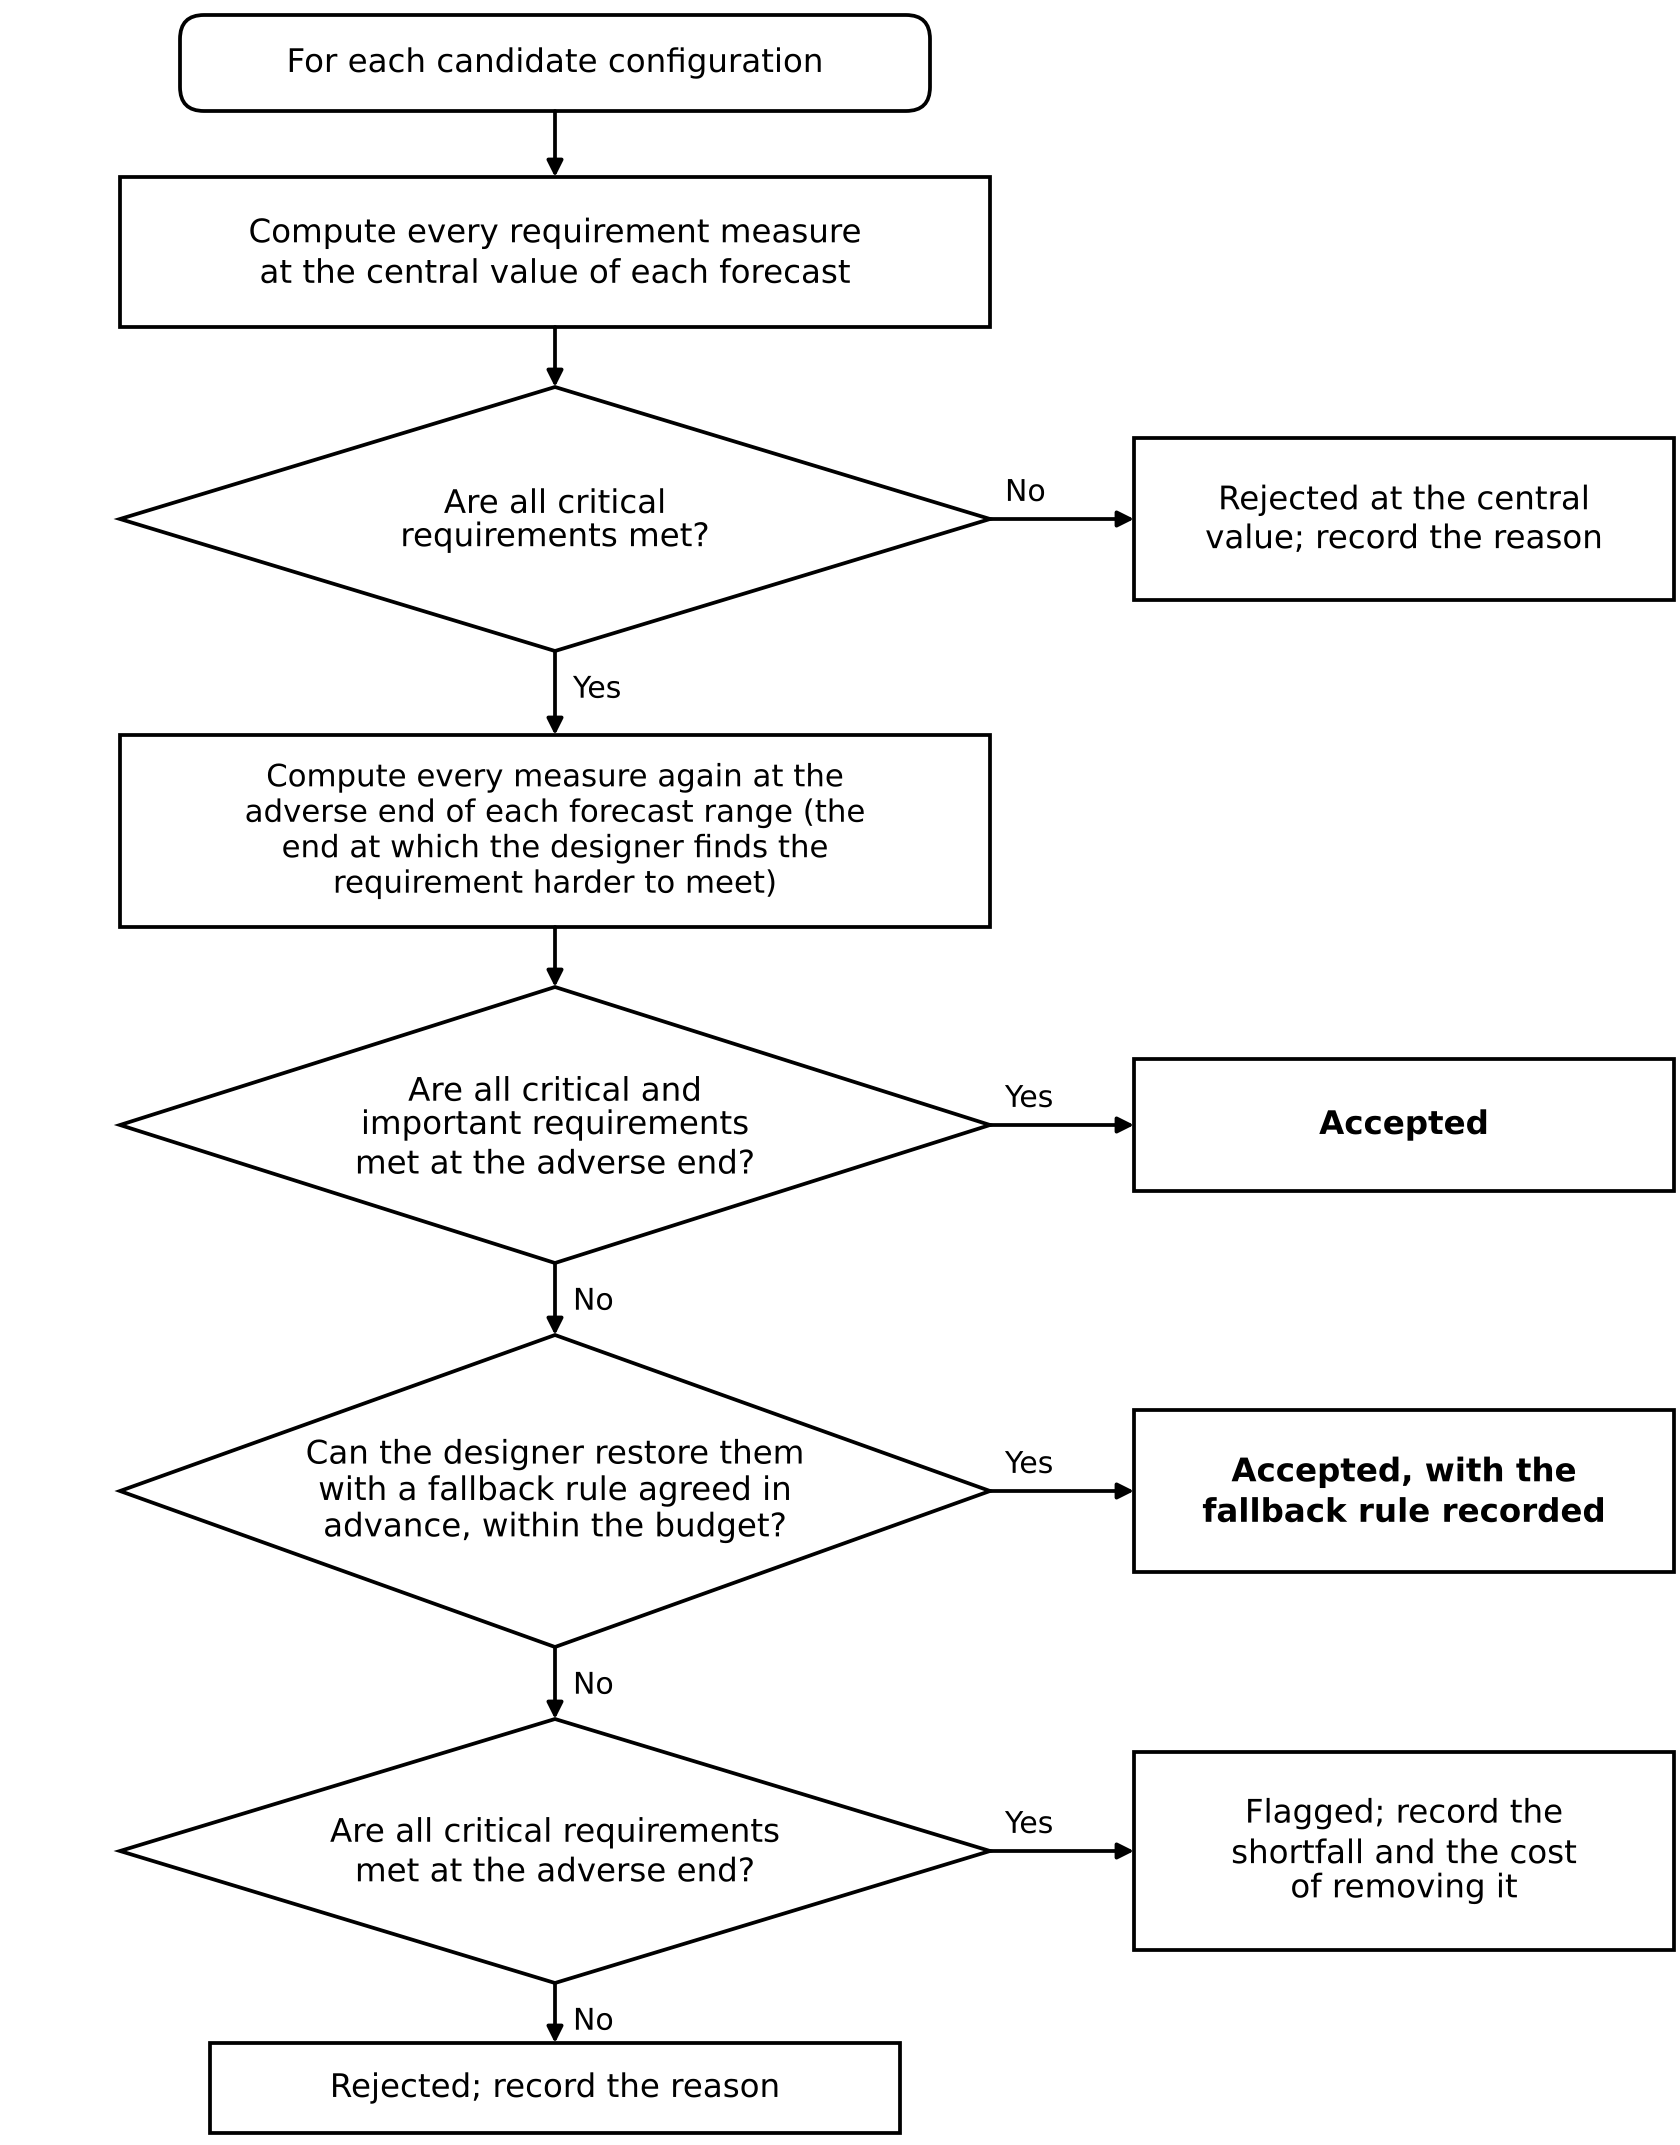 For each candidate configuration
Compute every requirement measure
at the central value of each forecast
Are all critical
requirements met?
No
Rejected at the central
value; record the reason
Yes
Compute every measure again at the
adverse end of each forecast range (the
end at which the designer finds the
requirement harder to meet)
Are all critical and
important requirements
met at the adverse end?
Yes
Accepted
No
Can the designer restore them
with a fallback rule agreed in
advance, within the budget?
Yes
Accepted, with the
fallback rule recorded
No
Are all critical requirements
met at the adverse end?
Yes
Flagged; record the
shortfall and the cost
of removing it
No
Rejected; record the reason